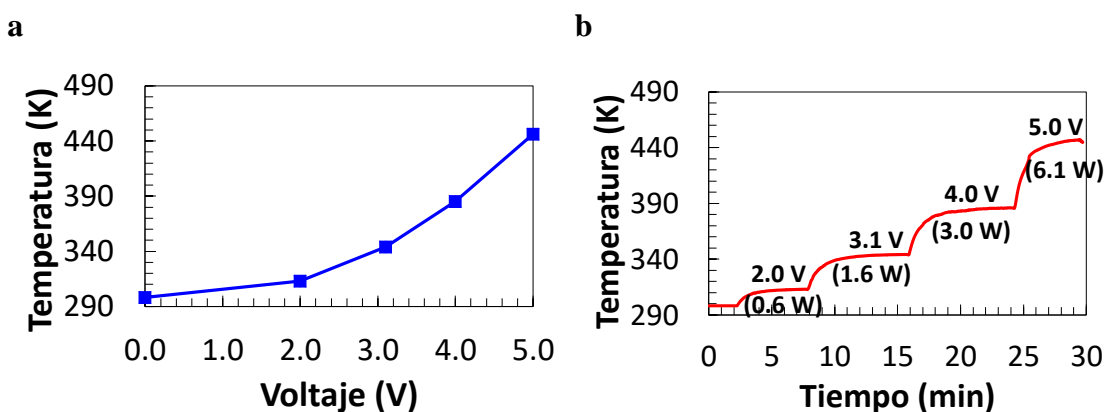 a
490
440
390
340
290
Temperatura (K)
0.0 1.0 2.0 3.0 4.0 5.0
Voltaje (V)
b
490
440
390
340
290
Temperatura (K)
5.0 V
(6.1 W)
4.0 V
(3.0 W)
3.1 V
(1.6 W)
2.0 V
(0.6 W)
0 5 10 15 20 25 30
Tiempo (min)